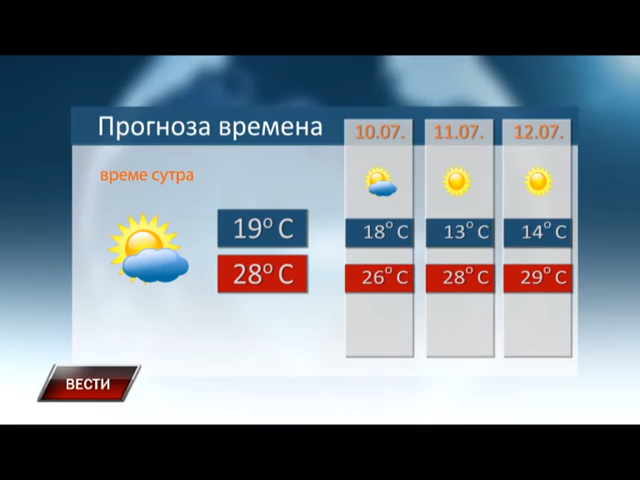 Прогноза времена
време сутра
19° C
28° C
10.07.
18° C
26° C
11.07.
13° C
28° C
12.07.
14° C
29° C
ВЕСТИ